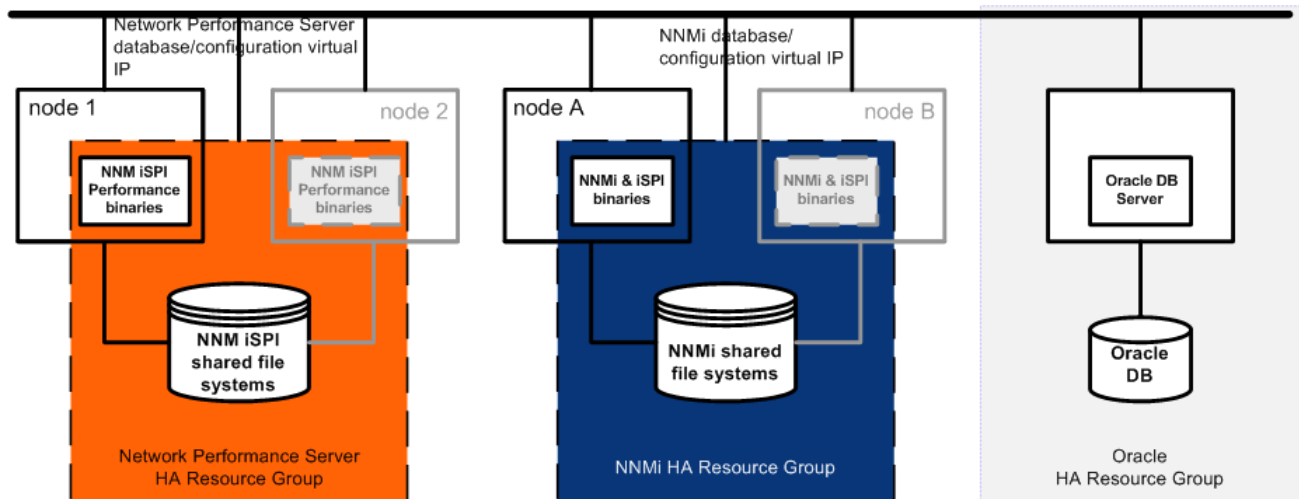 Network Performance Server
database/configuration virtual
IP
NNMi database/
configuration virtual IP
node 1
node 2
node A
node B
NNM iSPI
Performance
binaries
NNM iSPI
Performance
binaries
NNMi & iSPI
binaries
NNMi & iSPI
binaries
Oracle DB
Server
NNM iSPI
shared file
systems
NNMi shared
file systems
Oracle
DB
Network Performance Server
HA Resource Group
NNMi HA Resource Group
Oracle
HA Resource Group